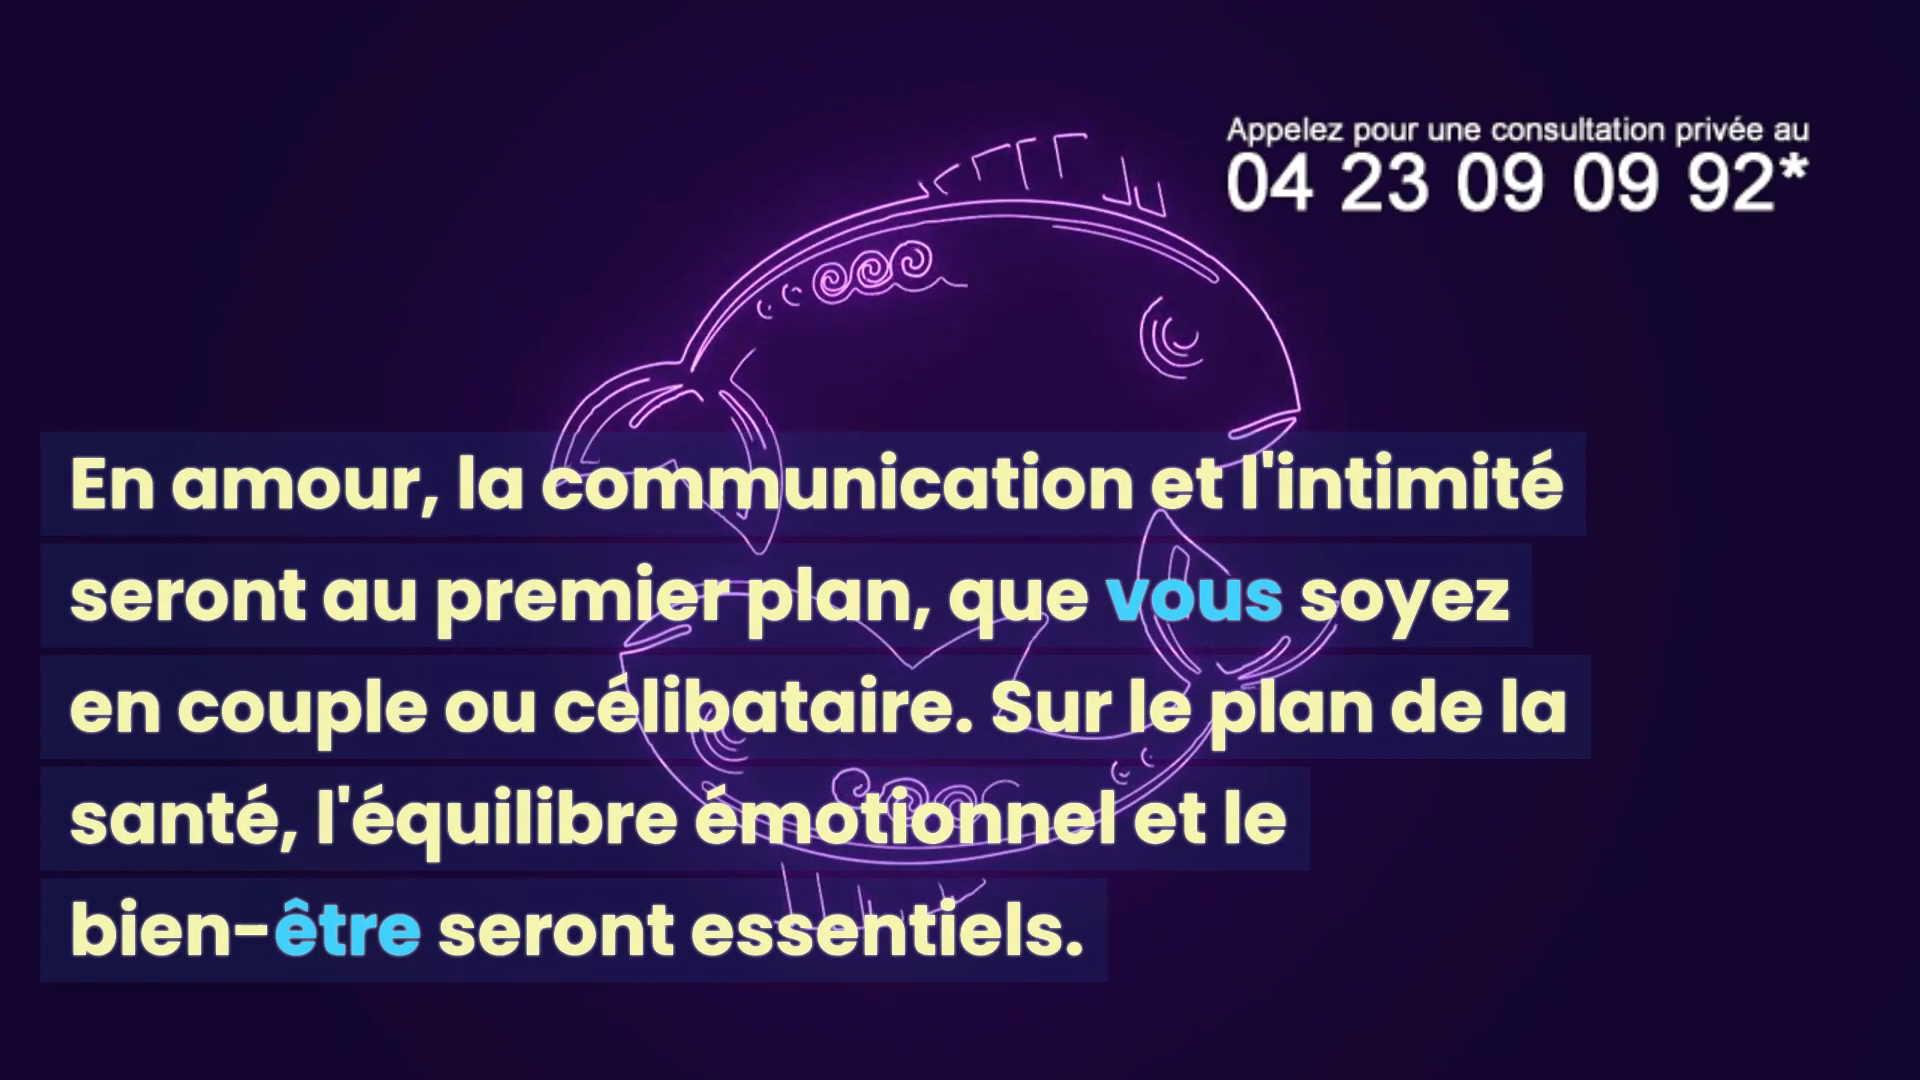 Appelez pour une consultation privée au
04 23 09 09 92*
En amour, la communication et l'intimité
seront au premier plan, que vous soyez
en couple ou célibataire. Sur le plan de la
santé, l'équilibre émotionnel et le
bien-être seront essentiels.